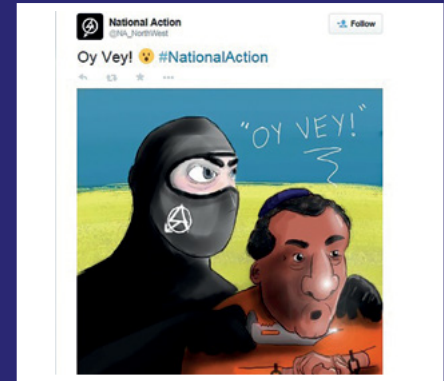 National Action
@NA_NorthWest
Follow
Oy Vey! 😮 #NationalAction
"OY VEY!"